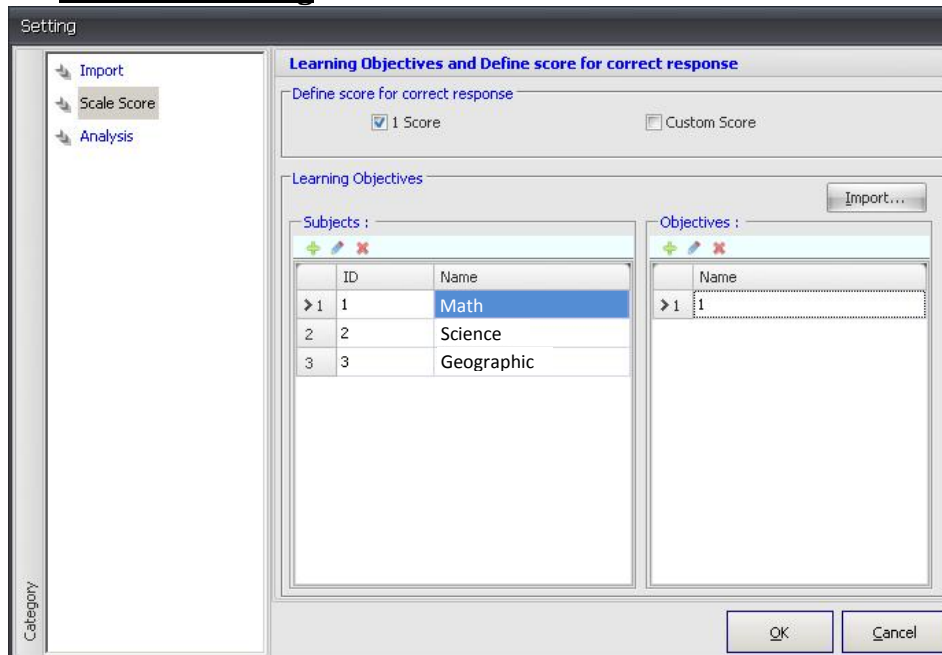 Setting
Import
Scale Score
Analysis
Category
Learning Objectives and Define score for correct response
Define score for correct response
1 Score Custom Score
Learning Objectives
Import...
Subjects :
ID Name
1 1 Math
2 2 Science
3 3 Geographic
Objectives :
Name
1 1
OK Cancel